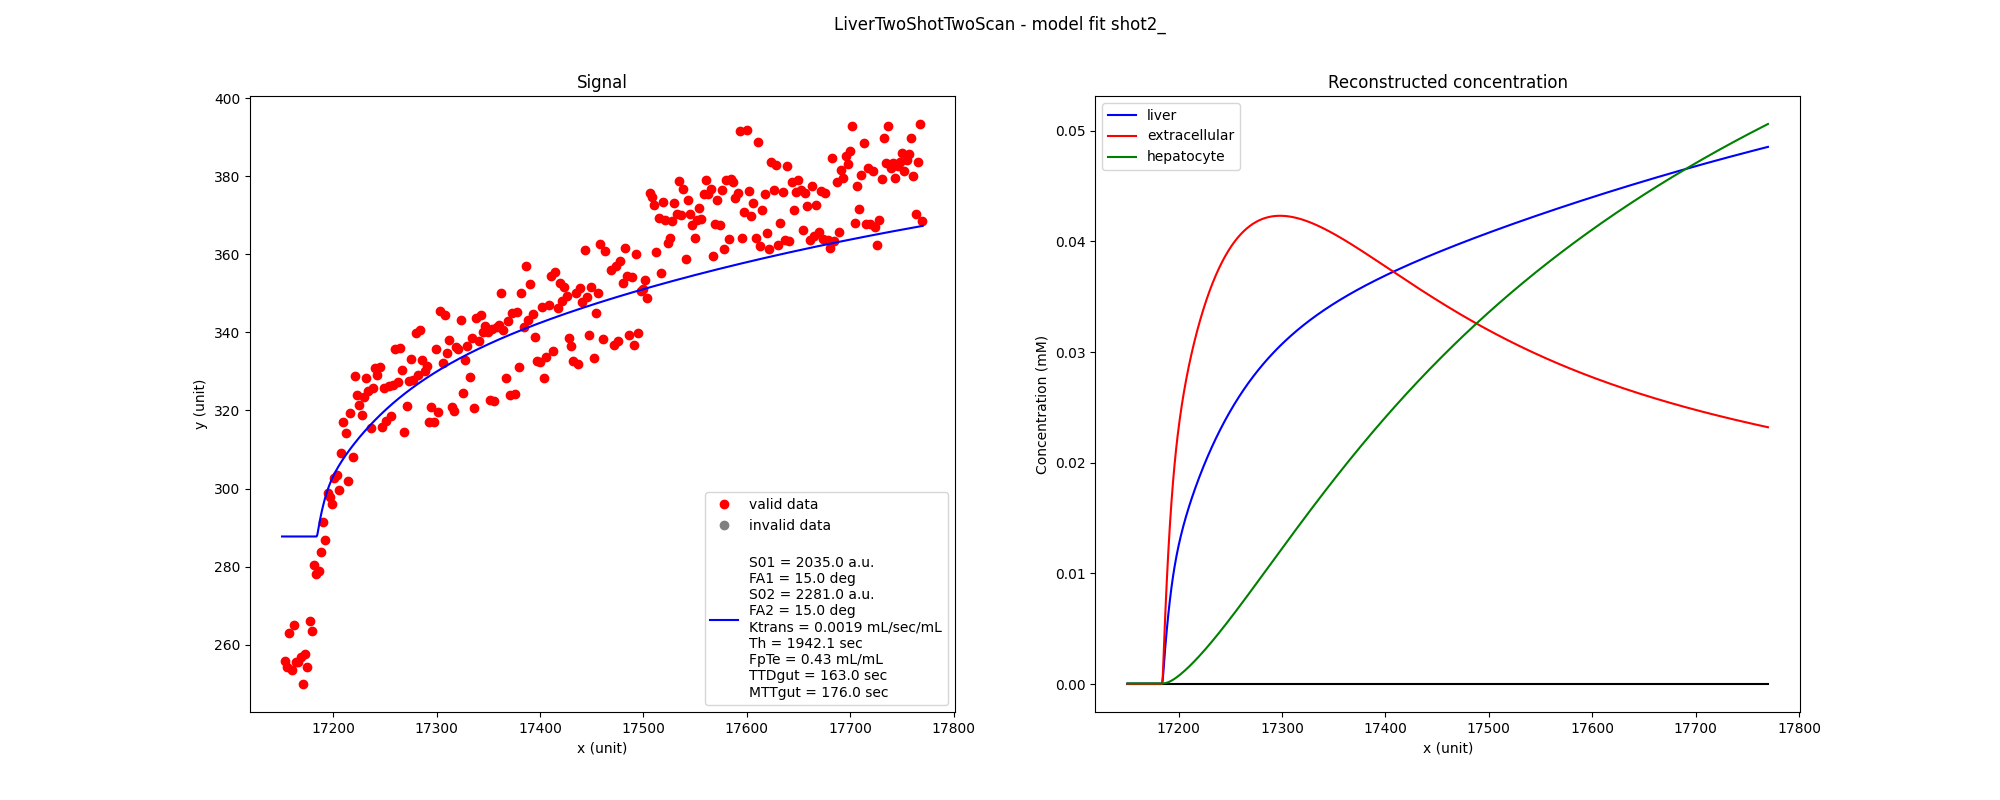 LiverTwoShotTwoScan - model fit shot2_
Signal
400
380
360
340
320
300
280
260
y (unit)
17200 17300 17400 17500 17600 17700 17800
x (unit)
valid data
invalid data
S01 = 2035.0 a.u.
FA1 = 15.0 deg
S02 = 2281.0 a.u.
FA2 = 15.0 deg
Ktrans = 0.0019 mL/sec/mL
Th = 1942.1 sec
FpTe = 0.43 mL/mL
TTDgut = 163.0 sec
MTTgut = 176.0 sec
Reconstructed concentration
liver
extracellular
hepatocyte
0.05
0.04
0.03
0.02
0.01
0.00
Concentration (mM)
17200 17300 17400 17500 17600 17700 17800
x (unit)